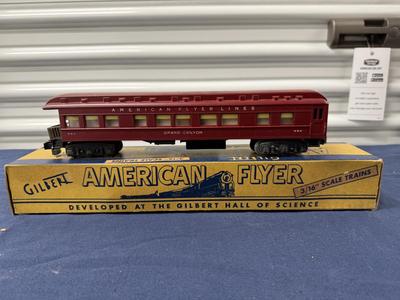 AMERICAN FLYER LINES
GRAND CANYON
GILBERT AMERICAN FLYER
3/16" SCALE TRAINS
DEVELOPED AT THE GILBERT HALL OF SCIENCE